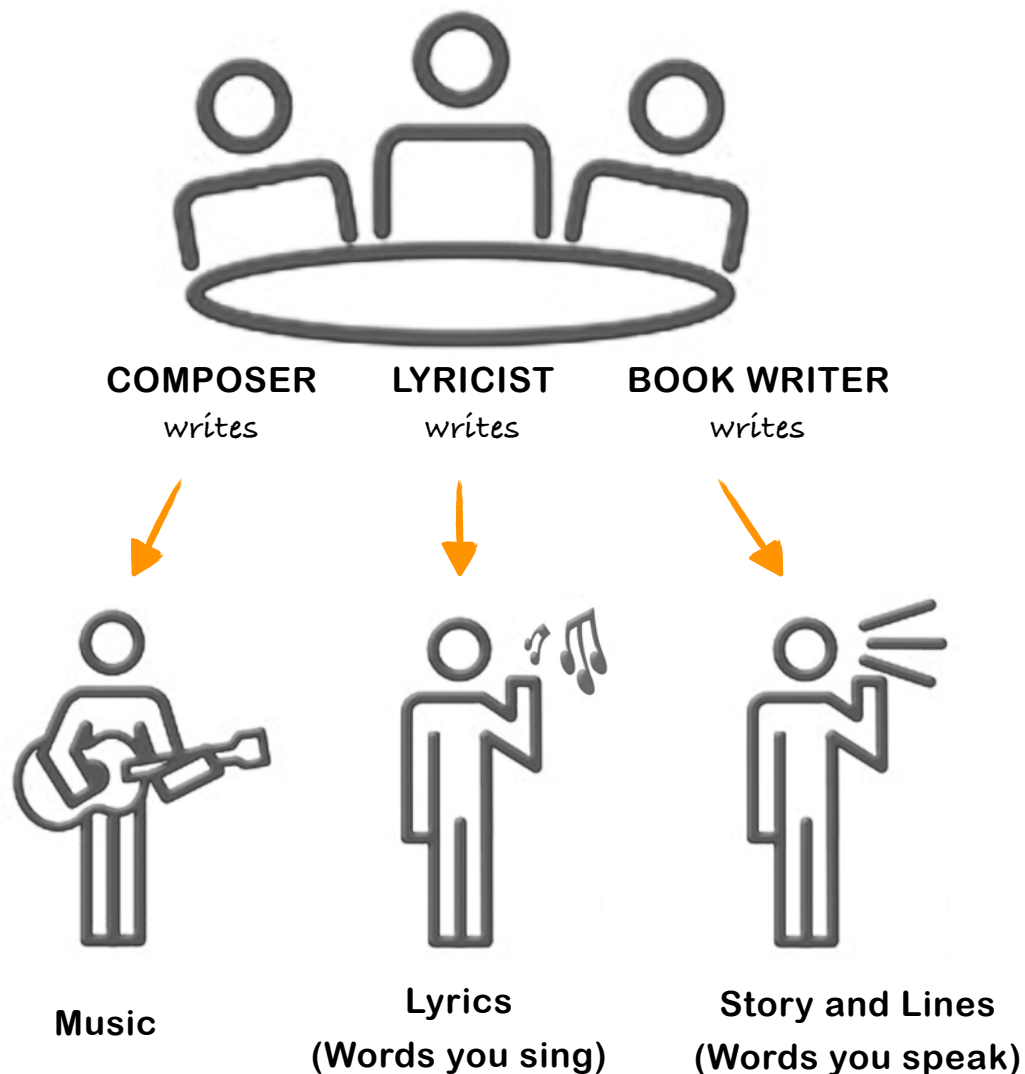 COMPOSER LYRICIST BOOK WRITER
writes writes writes
Music
Lyrics
(Words you sing)
Story and Lines
(Words you speak)